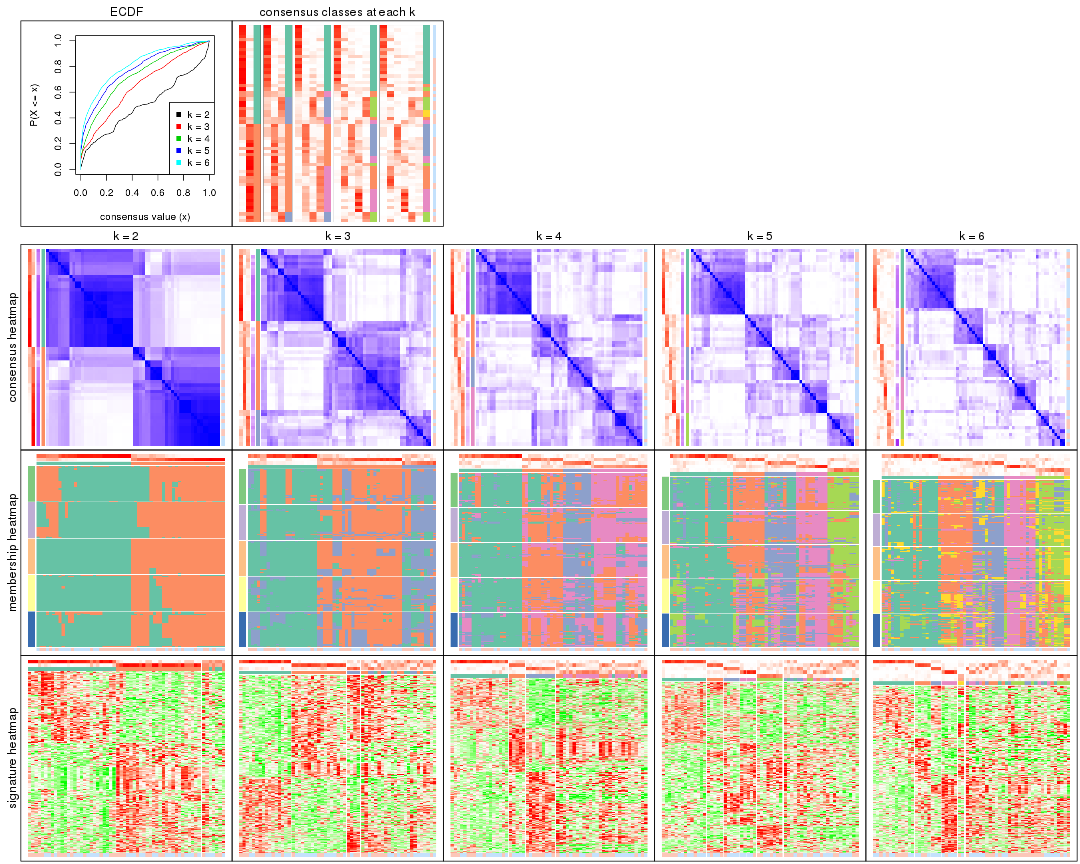 ECDF
consensus classes at each k
P(X <= x)
0.0 0.2 0.4 0.6 0.8 1.0
k = 2
k = 3
k = 4
k = 5
k = 6
0.0 0.2 0.4 0.6 0.8 1.0
consensus value (x)
k = 2 k = 3 k = 4 k = 5 k = 6
consensus heatmap
membership heatmap
signature heatmap